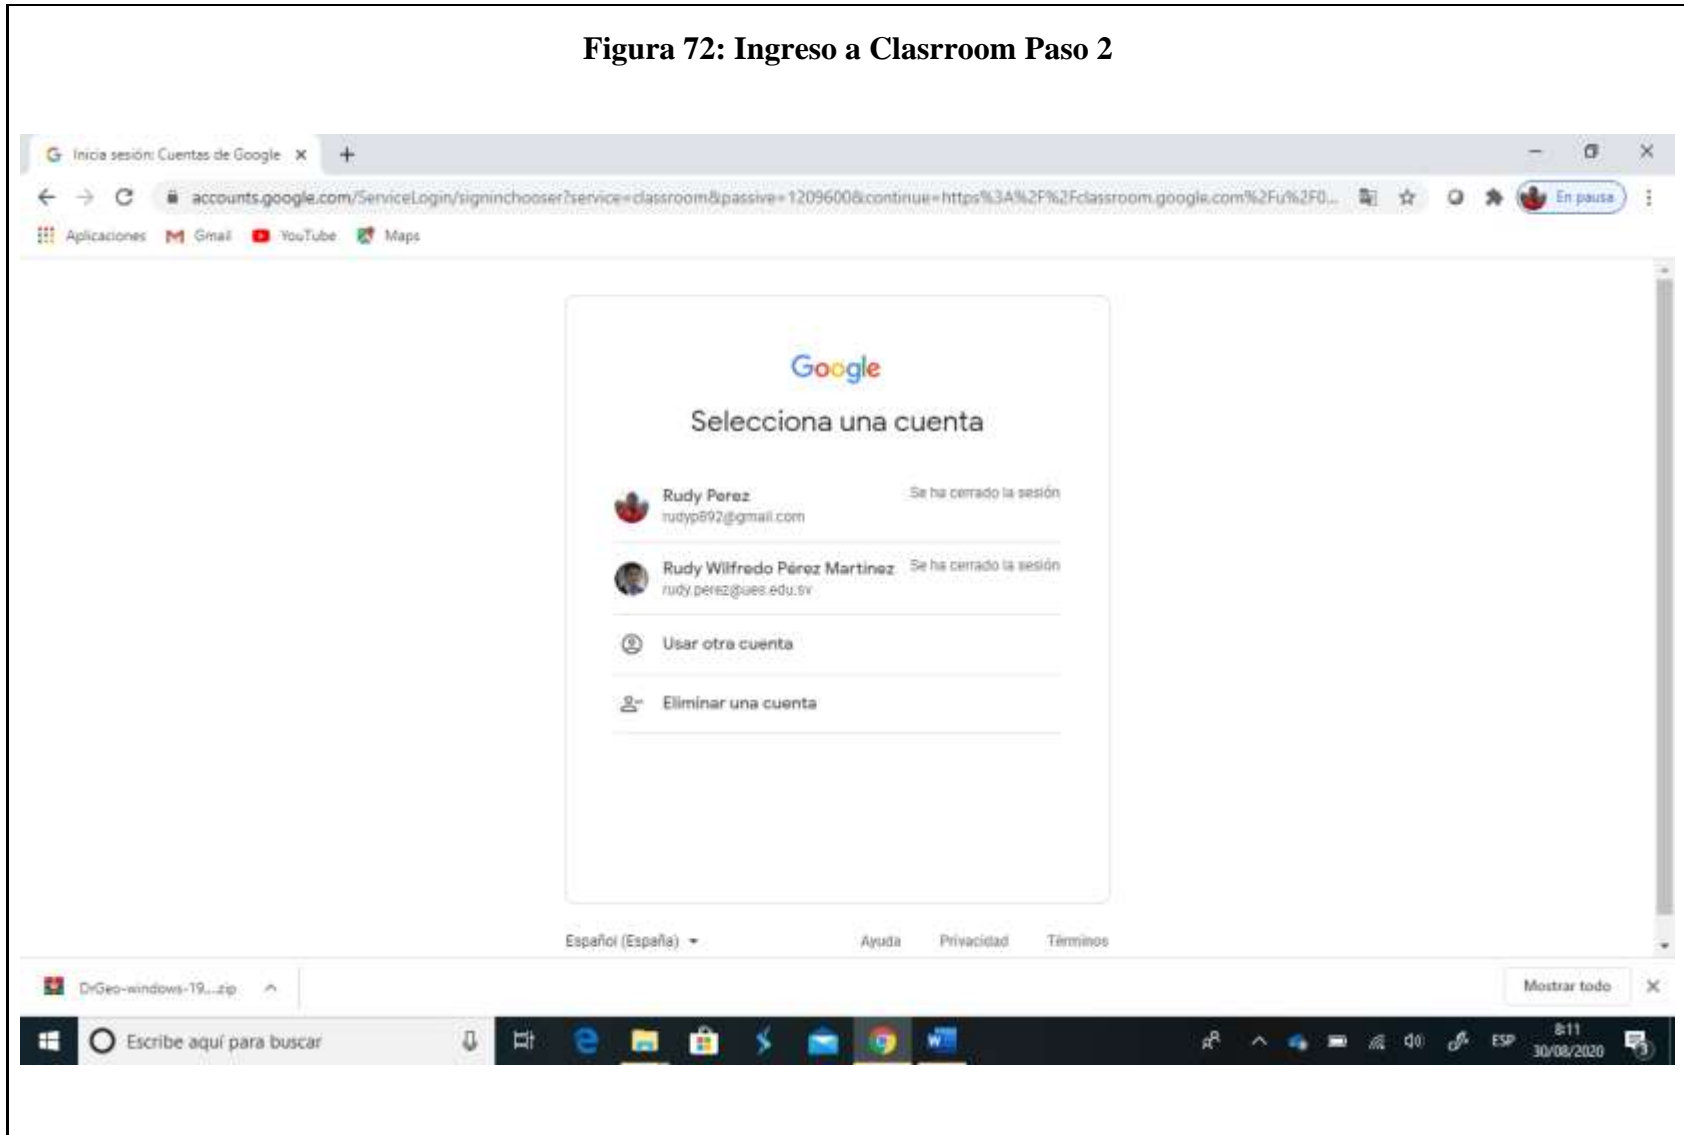 Figura 72: Ingreso a Clasrroom Paso 2
Inicia sesión: Cuentas de Google
accounts.google.com/ServiceLogin/signinchooser?service=classroom&passive=1209600&continue=https%3A%2F%2Fclassroom.google.com%2Fu%2F0...
En pausa
Aplicaciones Gmail YouTube Maps
Google
Selecciona una cuenta
Rudy Perez Se ha cerrado la sesión
rudyp892@gmail.com
Rudy Wilfredo Pérez Martinez Se ha cerrado la sesión
rudy.perez@ues.edu.sv
Usar otra cuenta
Eliminar una cuenta
Español (España) Ayuda Privacidad Términos
DrGeo-windows-19....zip Mostrar todo
Escribe aquí para buscar
ESP
8:11
30/08/2020
3